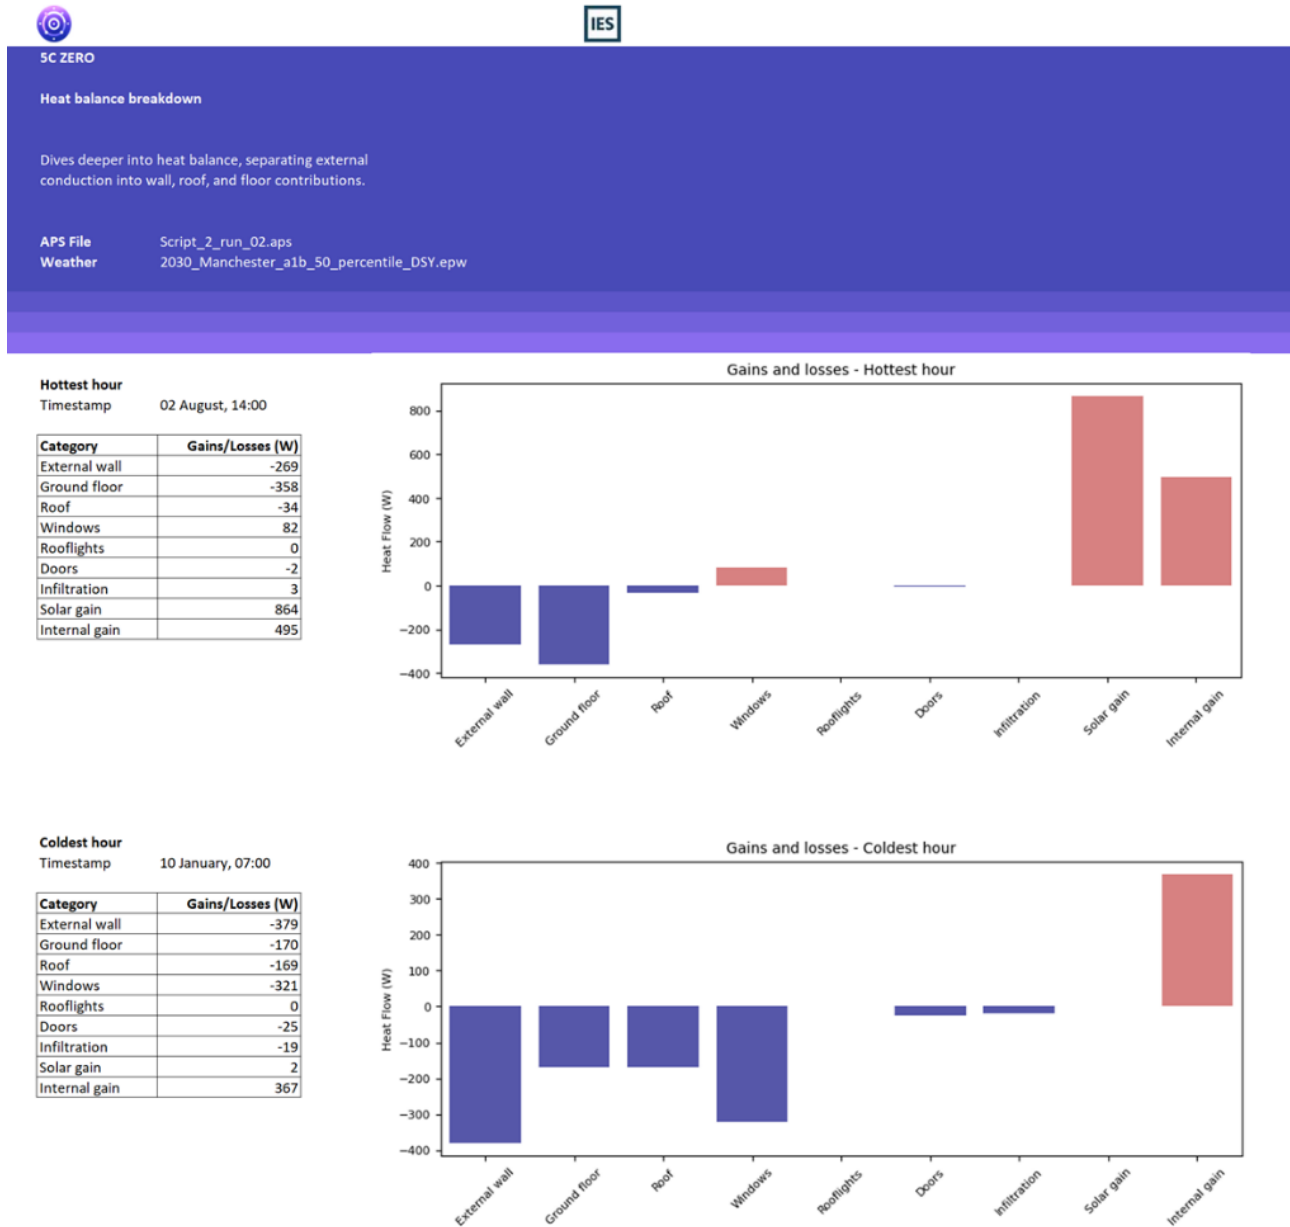 IES
5C ZERO
Heat balance breakdown
Dives deeper into heat balance, separating external
conduction into wall, roof, and floor contributions.
APS File Script_2_run_02.aps
Weather 2030_Manchester_a1b_50_percentile_DSY.epw
Hottest hour
Timestamp 02 August, 14:00
Category Gains/Losses (W)
External wall -269
Ground floor -358
Roof -34
Windows 82
Rooflights 0
Doors -2
Infiltration 3
Solar gain 864
Internal gain 495
Gains and losses - Hottest hour
Heat Flow (W)
800
600
400
200
0
−200
−400
External wall
Ground floor
Roof
Windows
Rooflights
Doors
Infiltration
Solar gain
Internal gain
Coldest hour
Timestamp 10 January, 07:00
Category Gains/Losses (W)
External wall -379
Ground floor -170
Roof -169
Windows -321
Rooflights 0
Doors -25
Infiltration -19
Solar gain 2
Internal gain 367
Gains and losses - Coldest hour
Heat Flow (W)
400
300
200
100
0
−100
−200
−300
−400
External wall
Ground floor
Roof
Windows
Rooflights
Doors
Infiltration
Solar gain
Internal gain